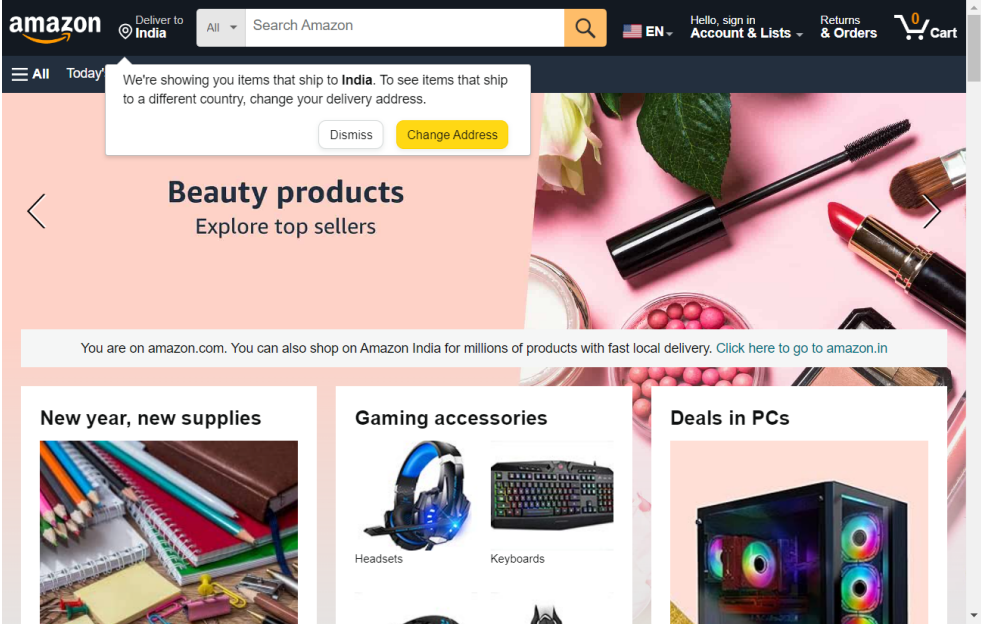 amazon
Deliver to
India
All
Search Amazon
EN
Hello, sign in
Account & Lists
Returns
& Orders
0
Cart
All
Today'
We're showing you items that ship to India. To see items that ship
to a different country, change your delivery address.
Dismiss
Change Address
Beauty products
Explore top sellers
You are on amazon.com. You can also shop on Amazon India for millions of products with fast local delivery. Click here to go to amazon.in
New year, new supplies
Gaming accessories
Deals in PCs
Headsets
Keyboards